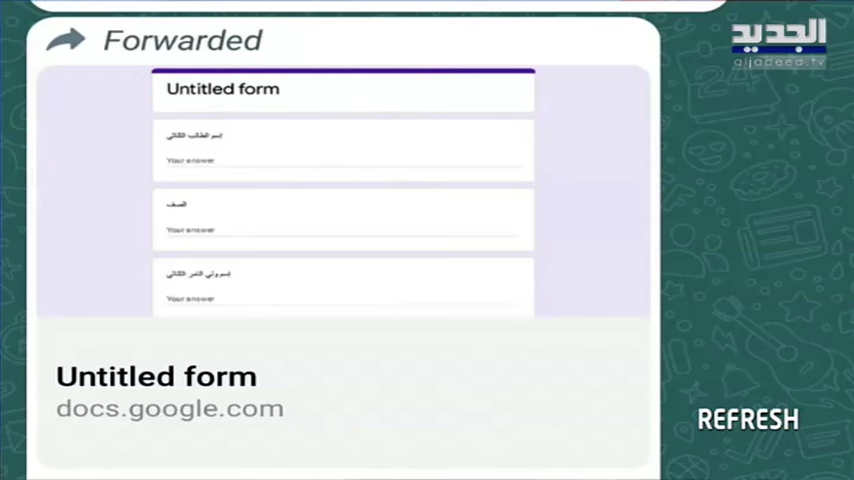 Forwarded
الجديد
aljadeed.tv
Untitled form
إسم الطالب الثلاثي
Your answer
الصف
Your answer
إسم ولي الامر الثلاثي
Your answer
Untitled form
docs.google.com
REFRESH